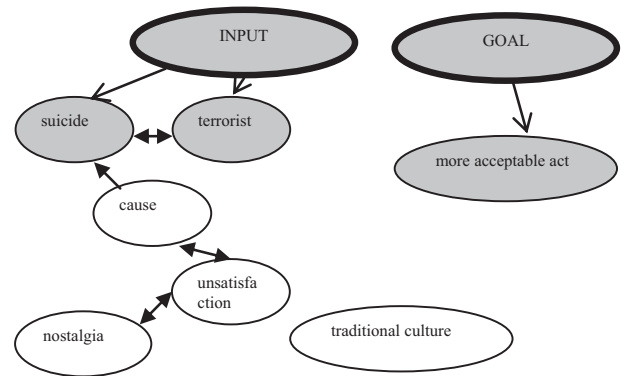 INPUT
GOAL
suicide
terrorist
more acceptable act
cause
unsatisfa
ction
nostalgia
traditional culture